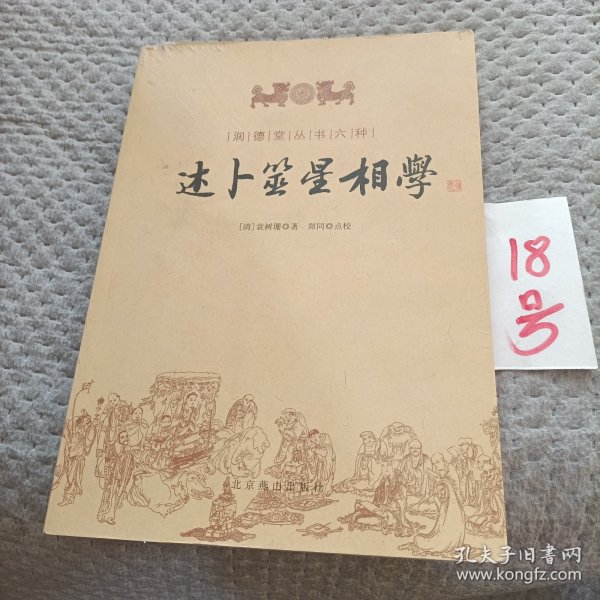 润德堂丛书六种
述卜筮星相學
[清]袁树珊◎著 郑同◎点校
北京燕山出版社
18
号
孔夫子旧书网
www.kongfz.com